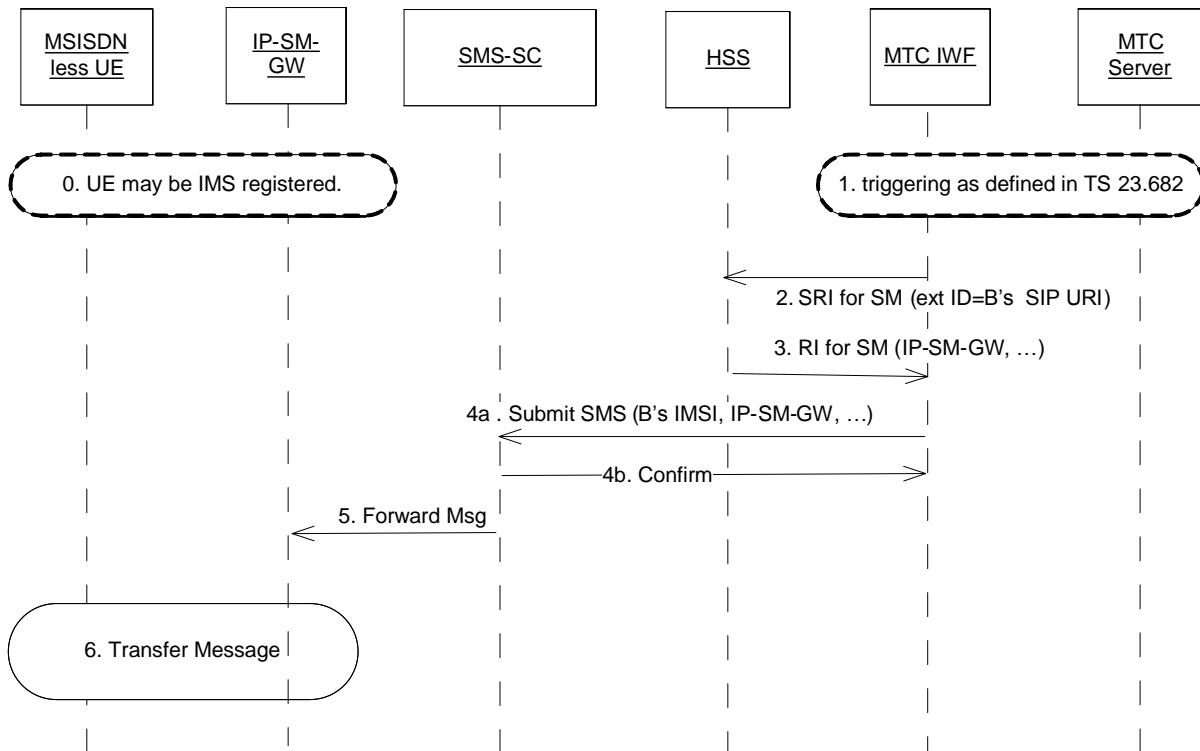 MSISDN
less UE
IP-SM-
GW
SMS-SC
HSS
MTC IWF
MTC
Server
0. UE may be IMS registered.
1. triggering as defined in TS 23.682
2. SRI for SM (ext ID=B's  SIP URI)
3. RI for SM (IP-SM-GW, …)
4a . Submit SMS (B's IMSI, IP-SM-GW, …)
4b. Confirm
5. Forward Msg
6. Transfer Message